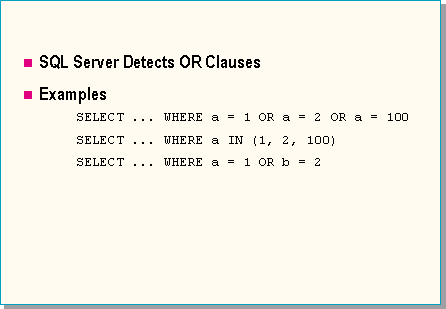 SQL Server Detects OR Clauses
Examples
SELECT ... WHERE a = 1 OR a = 2 OR a = 100
SELECT ... WHERE a IN (1, 2, 100)
SELECT ... WHERE a = 1 OR b = 2